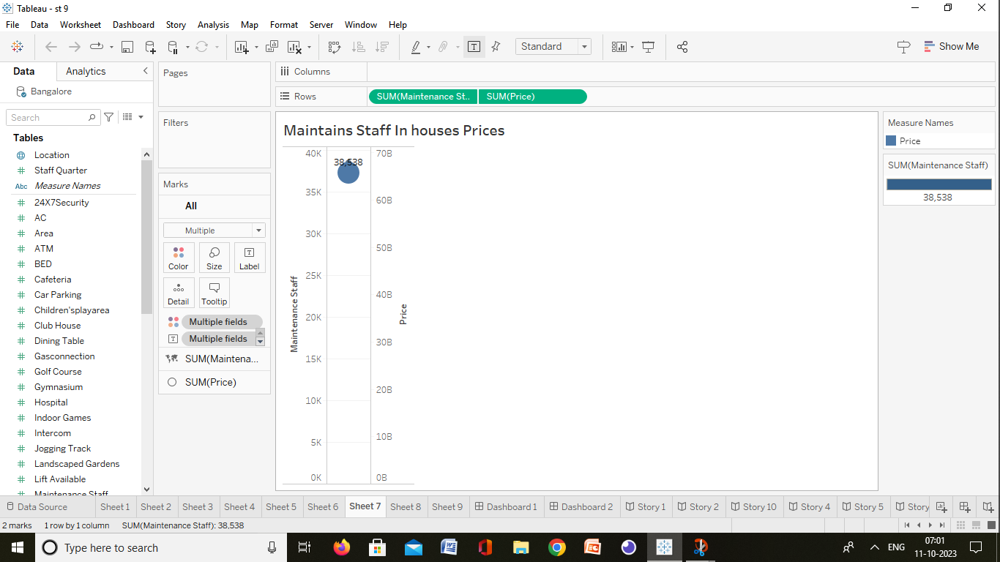 Tableau - st 9
File Data Worksheet Dashboard Story Analysis Map Format Server Window Help
Standard
Show Me
Data Analytics
Bangalore
Search
Tables
Location
Staff Quarter
Abc Measure Names
24X7Security
AC
Area
ATM
BED
Cafeteria
Car Parking
Children'splayarea
Club House
Dining Table
Gasconnection
Golf Course
Gymnasium
Hospital
Indoor Games
Intercom
Jogging Track
Landscaped Gardens
Lift Available
Maintenance Staff
Pages
Filters
Marks
All
Multiple
Color Size Label
Detail Tooltip
Multiple fields
Multiple fields
SUM(Maintena...
SUM(Price)
Columns
Rows SUM(Maintenance St.. SUM(Price)
Maintains Staff In houses Prices
Maintenance Staff
40K
35K
30K
25K
20K
15K
10K
5K
0K
38,538
70B
60B
50B
40B
30B
20B
10B
0B
Price
Measure Names
Price
SUM(Maintenance Staff)
38,538
Data Source Sheet 1 Sheet 2 Sheet 3 Sheet 4 Sheet 5 Sheet 6 Sheet 7 Sheet 8 Sheet 9 Dashboard 1 Dashboard 2 Story 1 Story 2 Story 10 Story 4 Story 5 Story
2 marks 1 row by 1 column SUM(Maintenance Staff): 38,538
Type here to search
ENG
07:01
11-10-2023